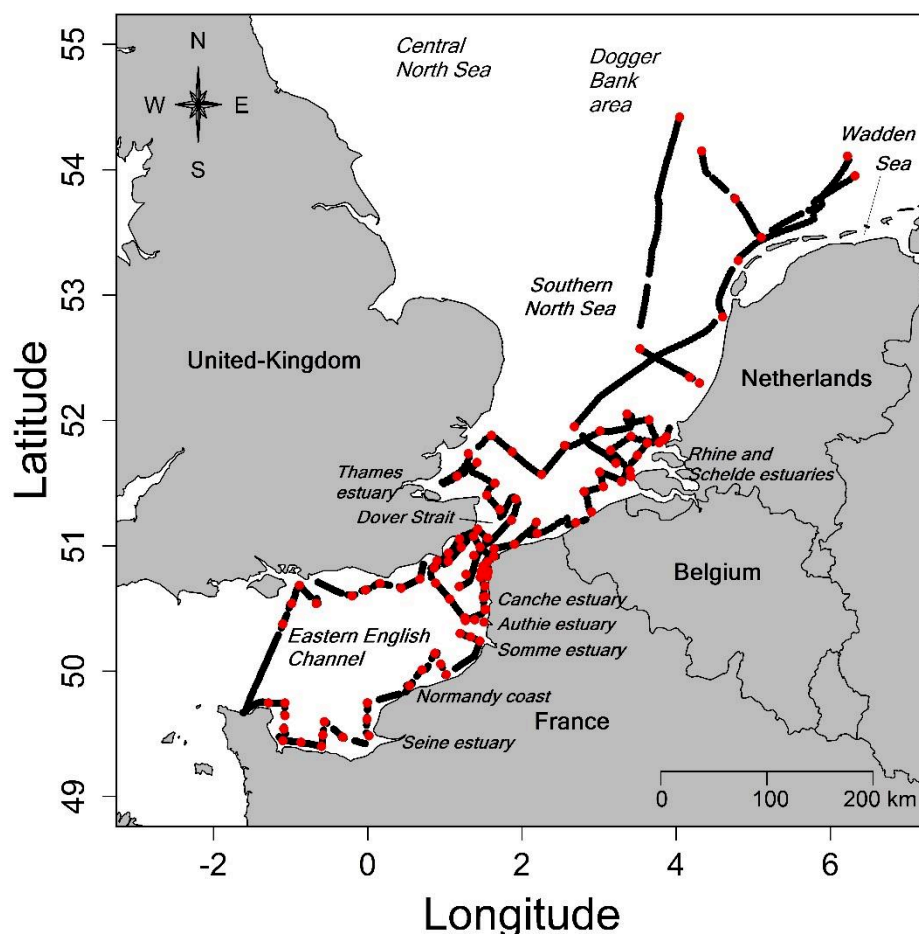 55
54
53
52
51
50
49
Latitude
N
W E
S
Central
North Sea
Dogger
Bank
area
Wadden
Sea
Southern
North Sea
United-Kingdom
Netherlands
Thames
estuary
Rhine and
Schelde estuaries
Dover Strait
Belgium
Canche estuary
Authie estuary
Eastern English
Channel
Somme estuary
Normandy coast
France
Seine estuary
0 100 200 km
-2 0 2 4 6
Longitude